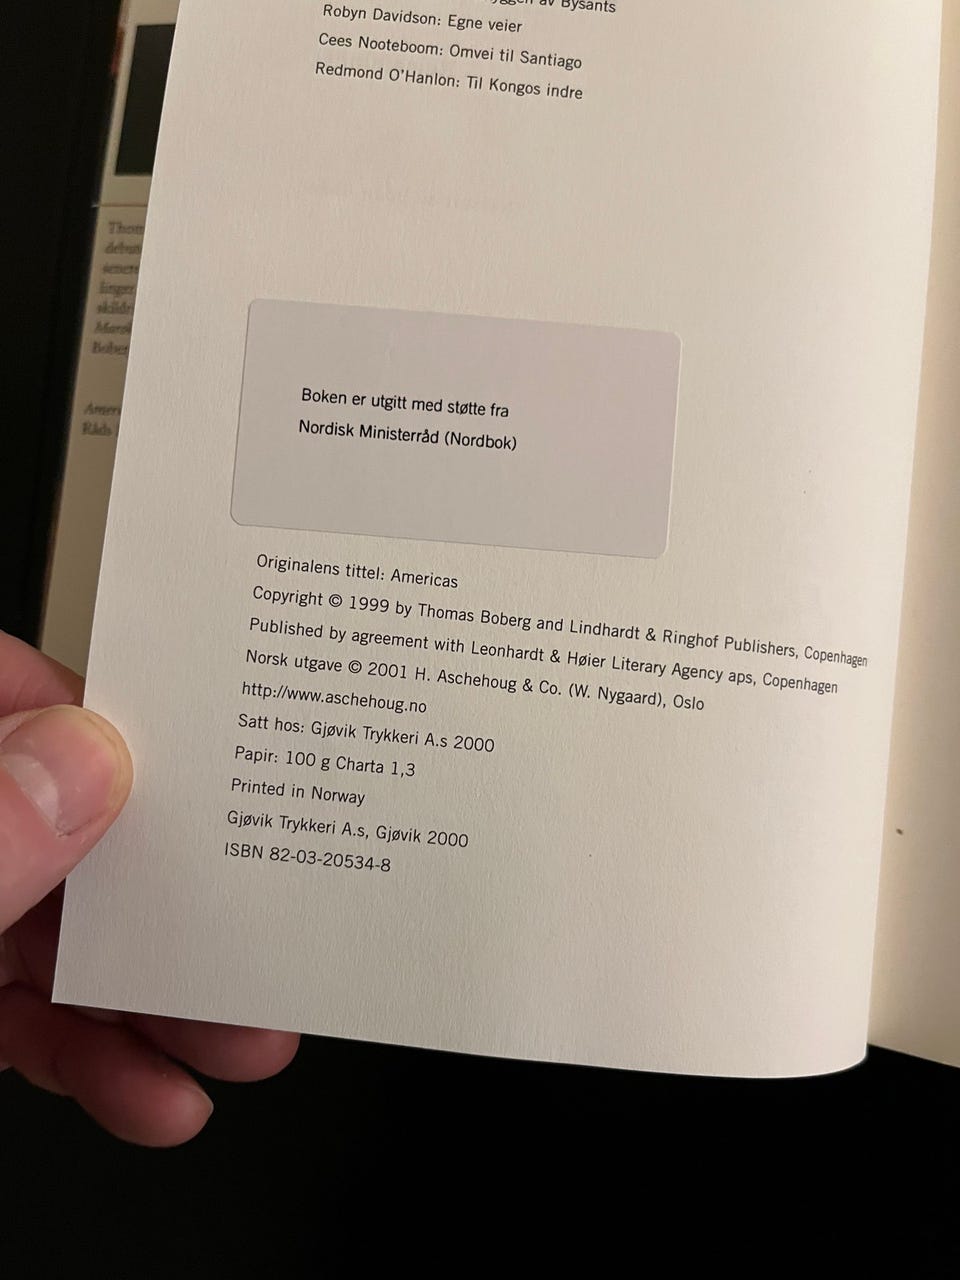 av Bysants
Robyn Davidson: Egne veier
Cees Nooteboom: Omvei til Santiago
Redmond O'Hanlon: Til Kongos indre
Boken er utgitt med støtte fra
Nordisk Ministerråd (Nordbok)
Originalens tittel: Americas
Copyright © 1999 by Thomas Boberg and Lindhardt & Ringhof Publishers, Copenhagen
Published by agreement with Leonhardt & Høier Literary Agency aps, Copenhagen
Norsk utgave © 2001 H. Aschehoug & Co. (W. Nygaard), Oslo
http://www.aschehoug.no
Satt hos: Gjøvik Trykkeri A.s 2000
Papir: 100 g Charta 1,3
Printed in Norway
Gjøvik Trykkeri A.s, Gjøvik 2000
ISBN 82-03-20534-8